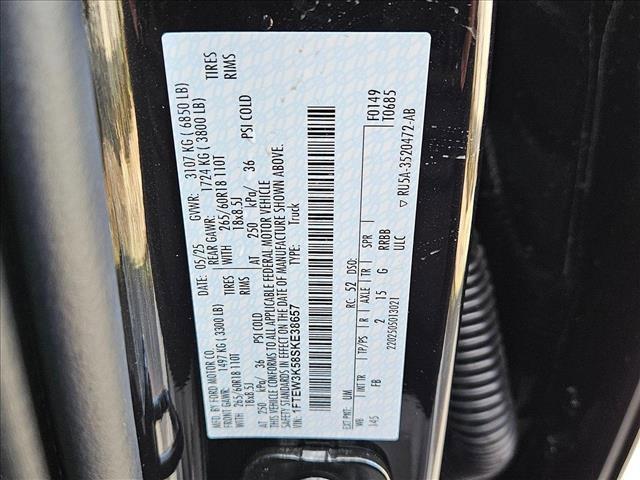 MFD. BY FORD MOTOR CO.
DATE: 05/25
GVWR: 3107 KG ( 6850 LB)
FRONT GAWR: 1497 KG ( 3300 LB)
REAR GAWR: 1724 KG ( 3800 LB)
WITH 265/60R18 110T TIRES
WITH 265/60R18 110T TIRES
18x8.5J RIMS
18x8.5J RIMS
AT 250 kPa/ 36 PSI COLD
AT 250 kPa/ 36 PSI COLD
THIS VEHICLE CONFORMS TO ALL APPLICABLE FEDERAL MOTOR VEHICLE
SAFETY STANDARDS IN EFFECT ON THE DATE OF MANUFACTURE SHOWN ABOVE.
VIN: 1FTEW3K58SKE38657
TYPE: Truck
F0149
T0685
EXT PNT: UM RC: 52 DSO:
WB INT TR TP/PS R AXLE TR SPR
145 FB 2 15 G RRBB
ULC
2202505013021
▽ RU5A-3520472-AB